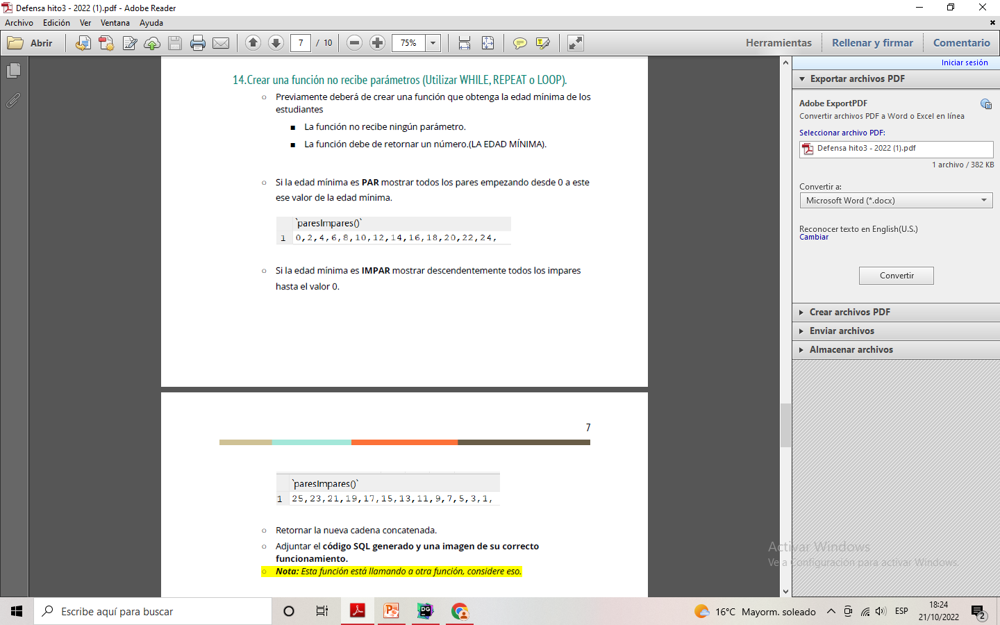 Defensa hito3 - 2022 (1).pdf - Adobe Reader
Archivo Edición Ver Ventana Ayuda
Abrir
7 / 10
75%
Herramientas
Rellenar y firmar
Comentario
14.Crear una función no recibe parámetros (Utilizar WHILE, REPEAT o LOOP).
○ Previamente deberá de crear una función que obtenga la edad mínima de los
estudiantes
■ La función no recibe ningún parámetro.
■ La función debe de retornar un número.(LA EDAD MÍNIMA).
○ Si la edad mínima es PAR mostrar todos los pares empezando desde 0 a este
ese valor de la edad mínima.
`paresImpares()`
1 0,2,4,6,8,10,12,14,16,18,20,22,24,
○ Si la edad mínima es IMPAR mostrar descendentemente todos los impares
hasta el valor 0.
7
`paresImpares()`
1 25,23,21,19,17,15,13,11,9,7,5,3,1,
○ Retornar la nueva cadena concatenada.
○ Adjuntar el código SQL generado y una imagen de su correcto
funcionamiento.
○ Nota: Esta función está llamando a otra función, considere eso.
Iniciar sesión
Exportar archivos PDF
Adobe ExportPDF
Convertir archivos PDF a Word o Excel en línea
Seleccionar archivo PDF:
Defensa hito3 - 2022 (1).pdf
1 archivo / 382 KB
Convertir a:
Microsoft Word (*.docx)
Reconocer texto en English(U.S.)
Cambiar
Convertir
Crear archivos PDF
Enviar archivos
Almacenar archivos
Activar Windows
Ve a Configuración para activar Windows.
Escribe aquí para buscar
DG
16°C Mayorm. soleado
ESP
18:24
21/10/2022
2